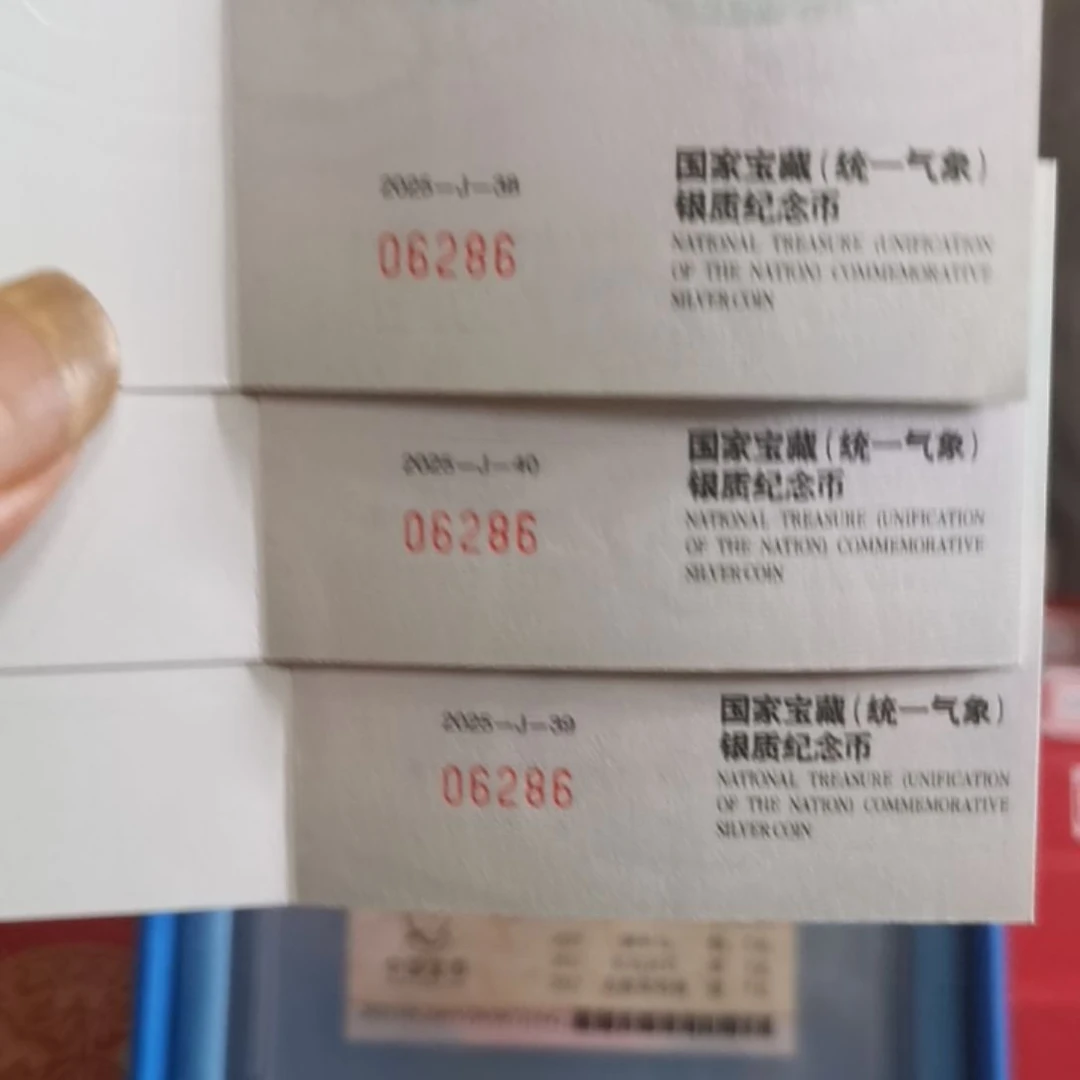 2025-J-38
06286
国家宝藏(统一气象)
银质纪念币
NATIONAL TREASURE (UNIFICATION
OF THE NATION) COMMEMORATIVE
SILVER COIN
2025-J-40
06286
国家宝藏(统一气象)
银质纪念币
NATIONAL TREASURE (UNIFICATION
OF THE NATION) COMMEMORATIVE
SILVER COIN
2025-J-39
06286
国家宝藏(统一气象)
银质纪念币
NATIONAL TREASURE (UNIFICATION
OF THE NATION) COMMEMORATIVE
SILVER COIN